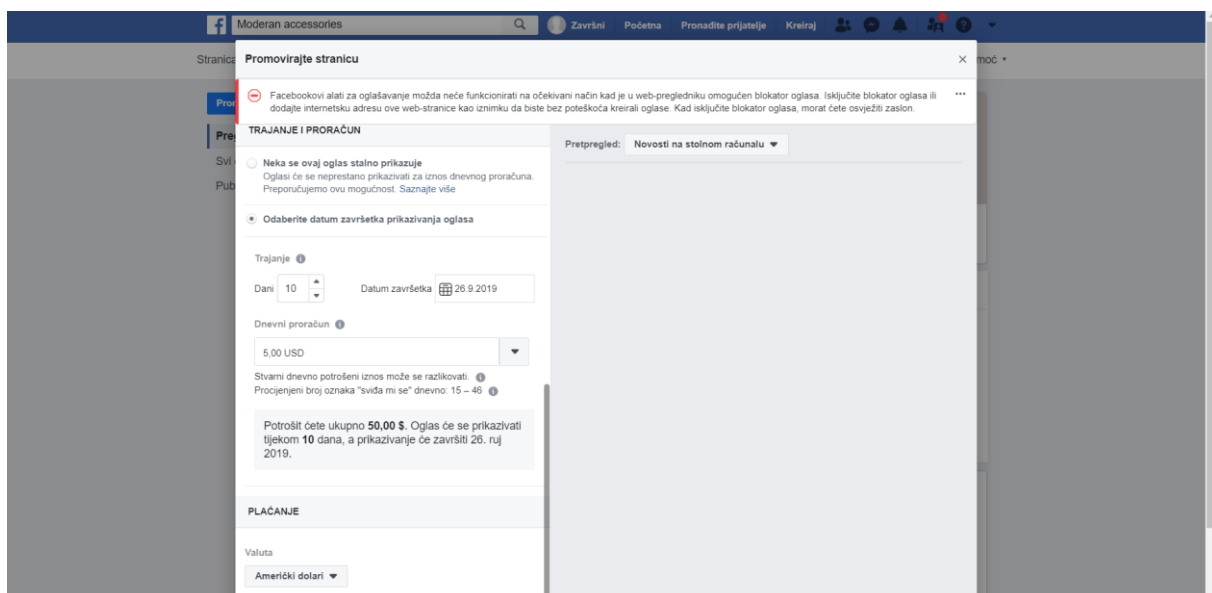 Moderan accessories
Završni Početna Pronađite prijatelje Kreiraj
Stranica Promovirajte stranicu moć
Facebookovi alati za oglašavanje možda neće funkcionirati na očekivani način kad je u web-pregledniku omogućen blokator oglasa. Isključite blokator oglasa ili
dodajte internetsku adresu ove web-stranice kao iznimku da biste bez poteškoća kreirali oglase. Kad isključite blokator oglasa, morat ćete osvježiti zaslon.
TRAJANJE I PRORAČUN
Pretpregled: Novosti na stolnom računalu
Neka se ovaj oglas stalno prikazuje
Oglasi će se neprestano prikazivati za iznos dnevnog proračuna.
Preporučujemo ovu mogućnost. Saznajte više
Odaberite datum završetka prikazivanja oglasa
Trajanje
Dani 10 Datum završetka 26.9.2019
Dnevni proračun
5,00 USD
Stvarni dnevno potrošeni iznos može se razlikovati.
Procijenjeni broj oznaka "sviđa mi se" dnevno: 15 – 46
Potrošit ćete ukupno 50,00 $. Oglas će se prikazivati
tijekom 10 dana, a prikazivanje će završiti 26. ruj
2019.
PLAĆANJE
Valuta
Američki dolari